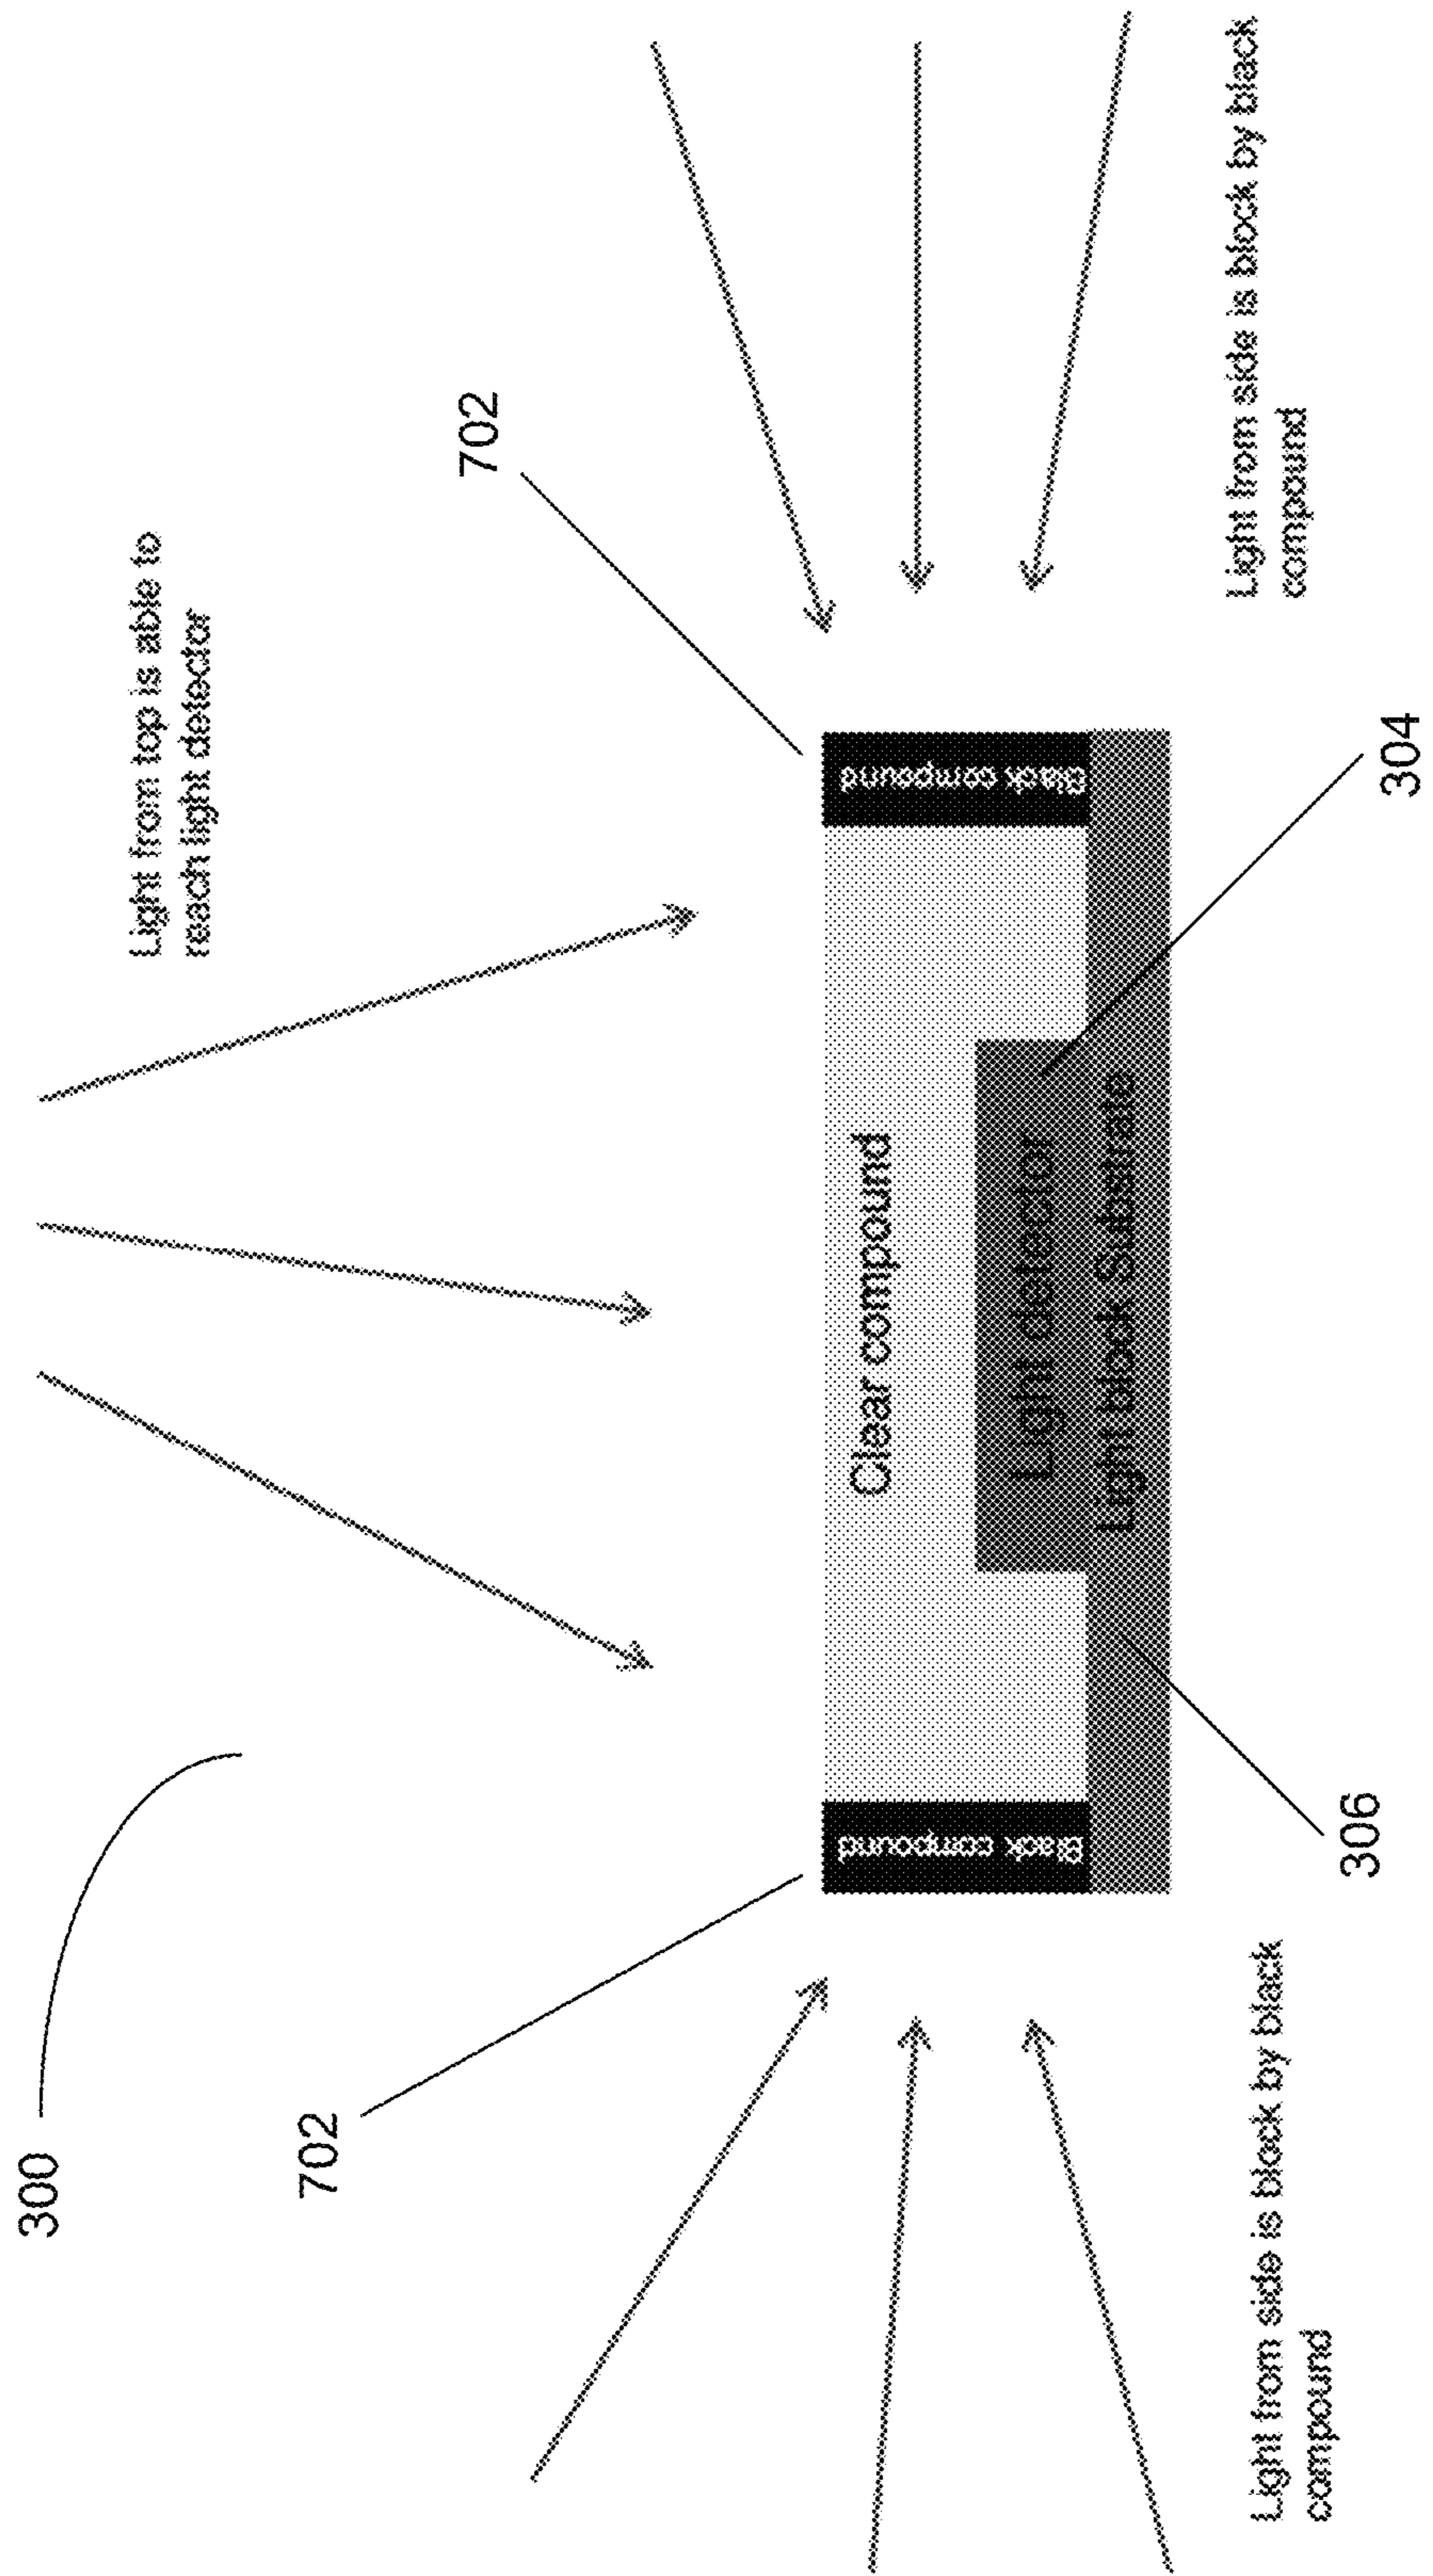 300
Light from top is able to
reach light detector
702
702
Black compound
Clear compound
Black compound
Light detector
Light block Substrate
306
304
Light from side is block by black
compound
Light from side is block by black
compound